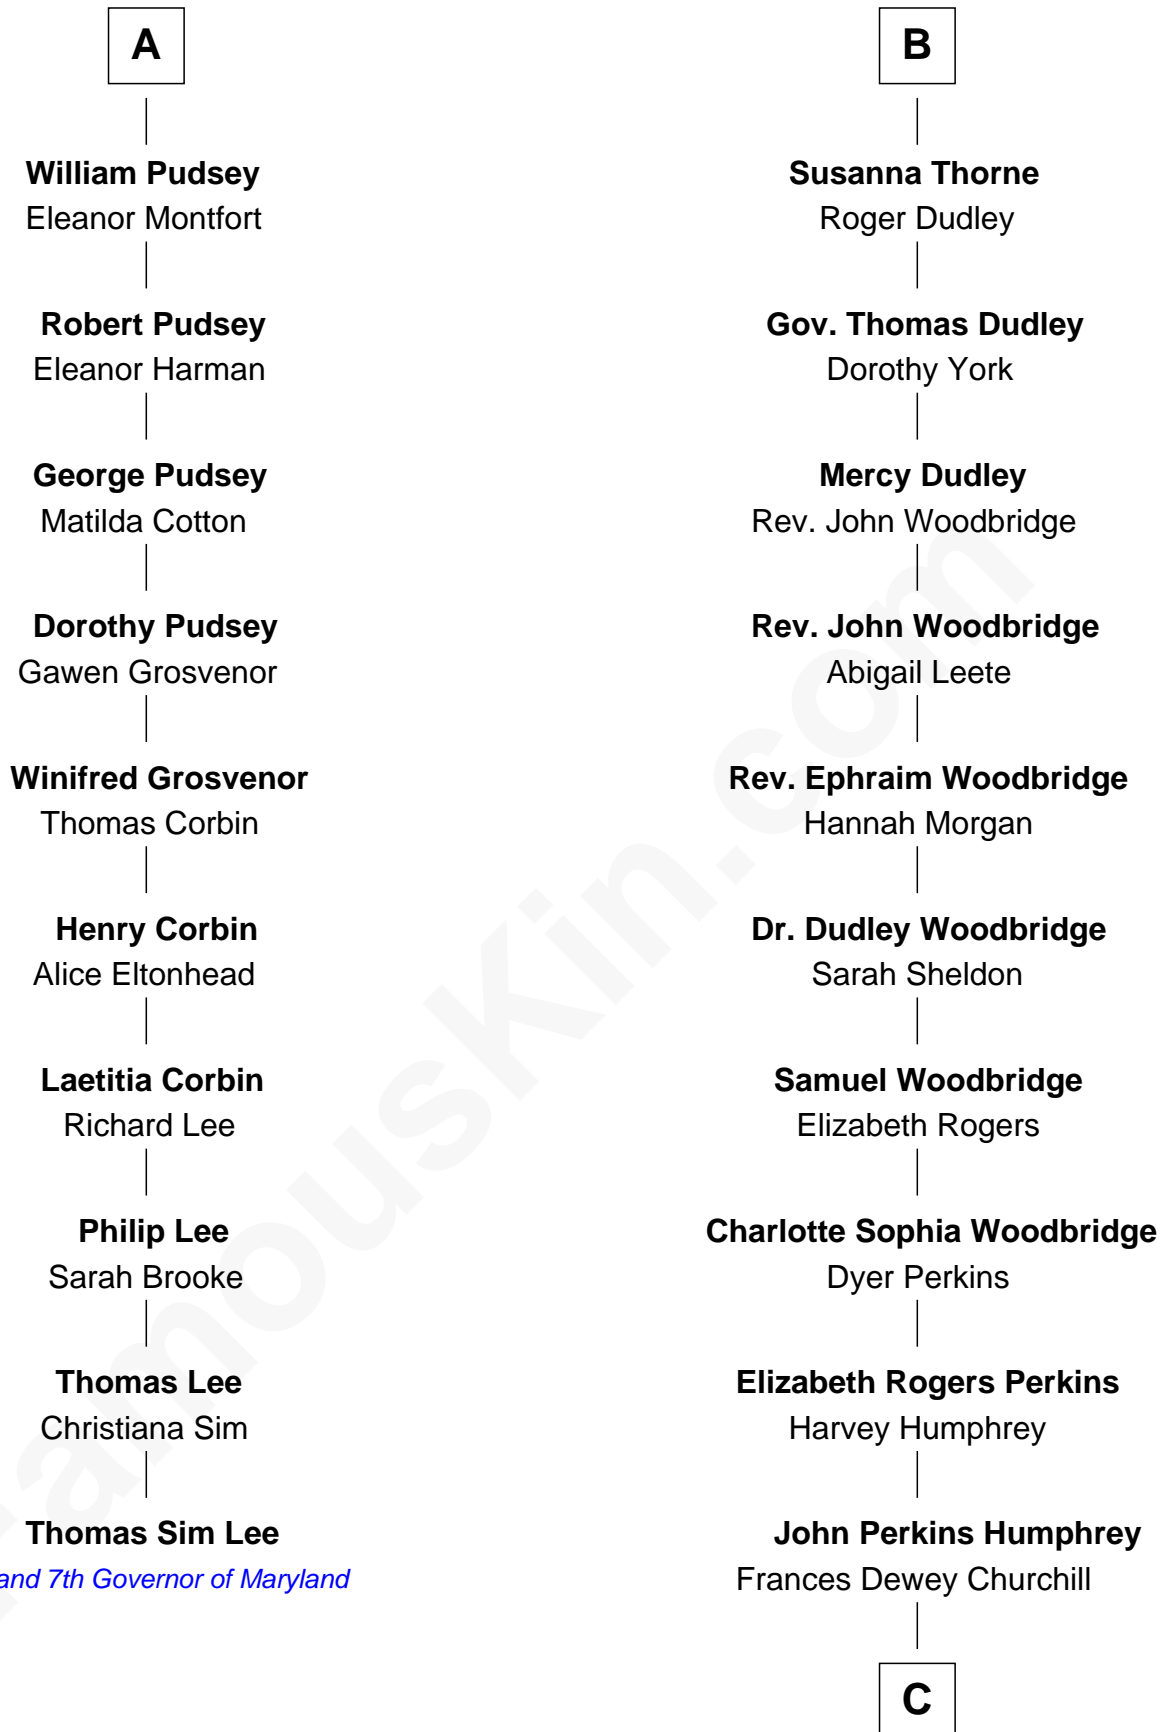 A
William Pudsey
Eleanor Montfort
Robert Pudsey
Eleanor Harman
George Pudsey
Matilda Cotton
Dorothy Pudsey
Gawen Grosvenor
Winifred Grosvenor
Thomas Corbin
Henry Corbin
Alice Eltonhead
Laetitia Corbin
Richard Lee
Philip Lee
Sarah Brooke
Thomas Lee
Christiana Sim
Thomas Sim Lee
and 7th Governor of Maryland
B
Susanna Thorne
Roger Dudley
Gov. Thomas Dudley
Dorothy York
Mercy Dudley
Rev. John Woodbridge
Rev. John Woodbridge
Abigail Leete
Rev. Ephraim Woodbridge
Hannah Morgan
Dr. Dudley Woodbridge
Sarah Sheldon
Samuel Woodbridge
Elizabeth Rogers
Charlotte Sophia Woodbridge
Dyer Perkins
Elizabeth Rogers Perkins
Harvey Humphrey
John Perkins Humphrey
Frances Dewey Churchill
C
FamousKin.com